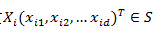 X_i(x_{i1}, x_{i2}, … x_{id})^T ∈ S